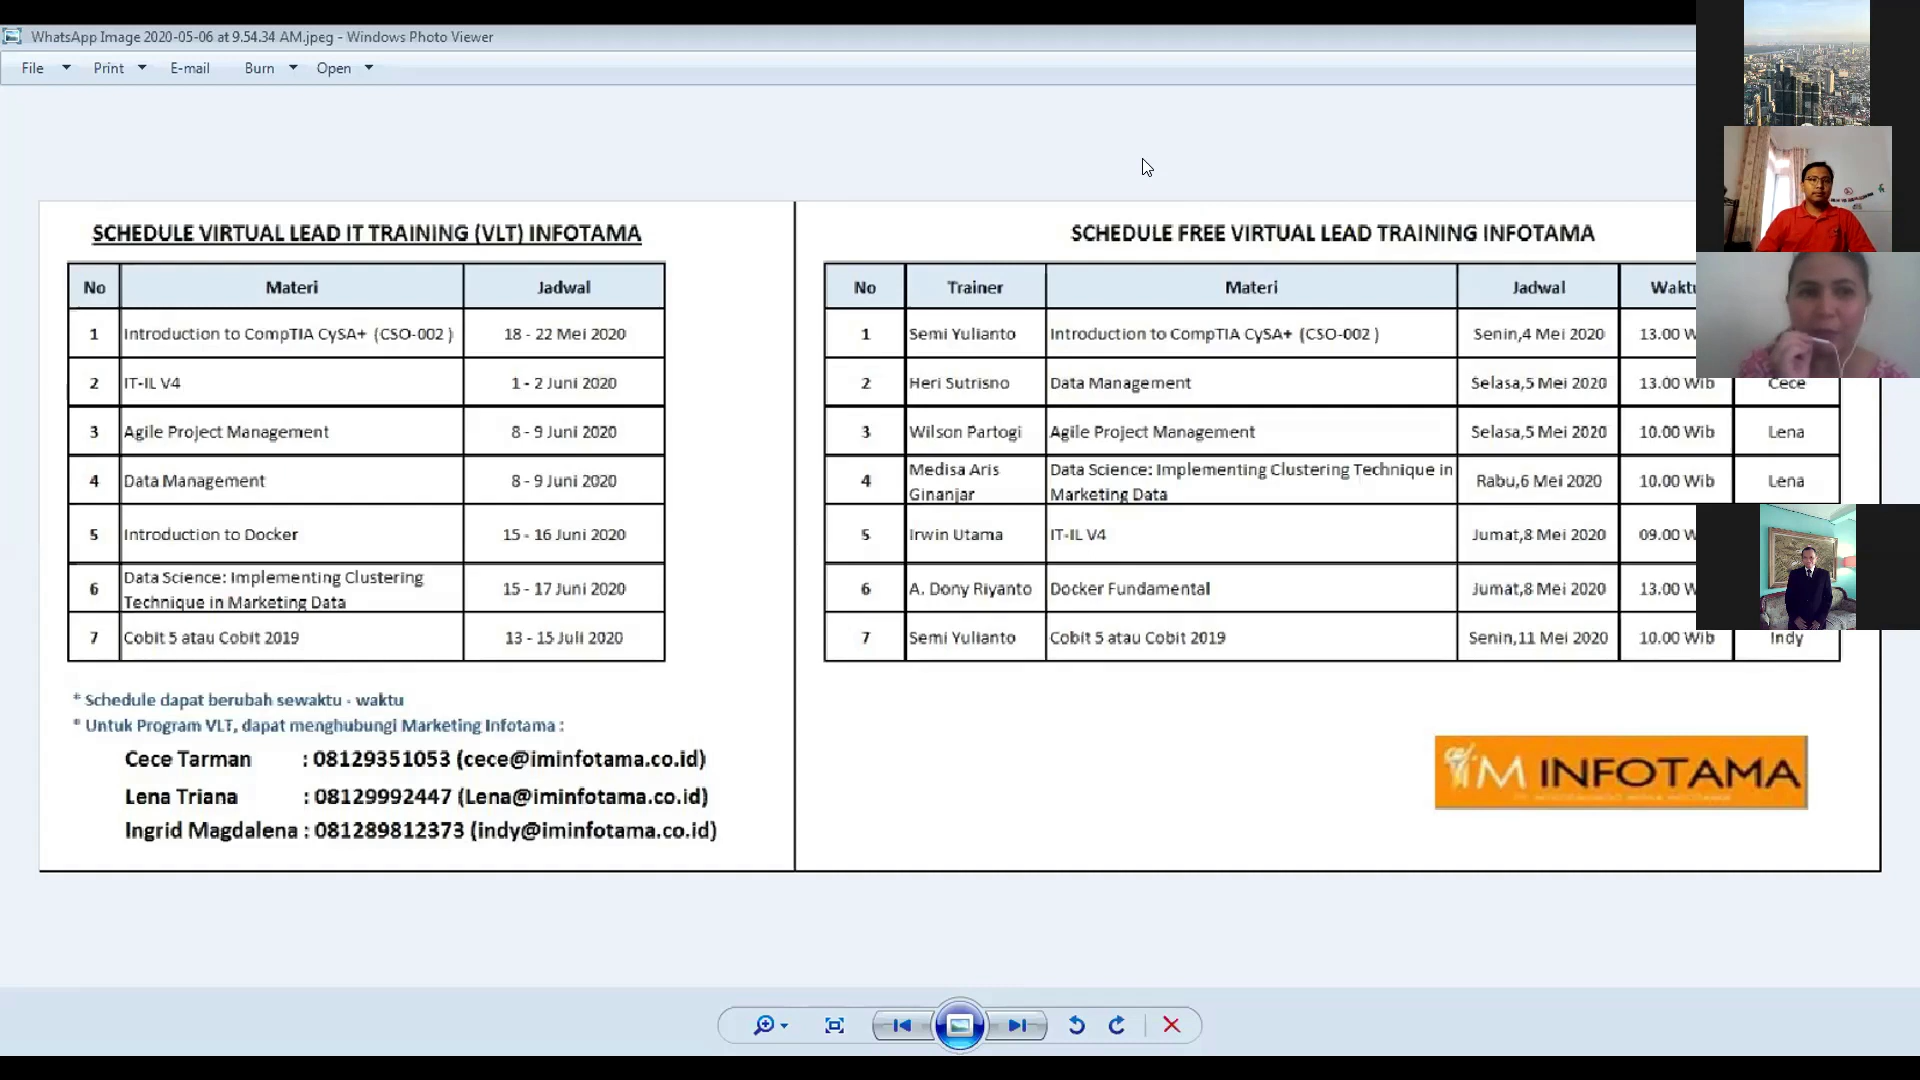 WhatsApp Image 2020-05-06 at 9.54.34 AM.jpeg - Windows Photo Viewer
File Print E-mail Burn Open
SCHEDULE VIRTUAL LEAD IT TRAINING (VLT) INFOTAMA
No Materi Jadwal
1 Introduction to CompTIA CySA+ (CSO-002 ) 18 - 22 Mei 2020
2 IT-IL V4 1 - 2 Juni 2020
3 Agile Project Management 8 - 9 Juni 2020
4 Data Management 8 - 9 Juni 2020
5 Introduction to Docker 15 - 16 Juni 2020
6 Data Science: Implementing Clustering
Technique in Marketing Data 15 - 17 Juni 2020
7 Cobit 5 atau Cobit 2019 13 - 15 Juli 2020
* Schedule dapat berubah sewaktu - waktu
* Untuk Program VLT, dapat menghubungi Marketing Infotama :
Cece Tarman : 08129351053 (cece@iminfotama.co.id)
Lena Triana : 08129992447 (Lena@iminfotama.co.id)
Ingrid Magdalena : 081289812373 (indy@iminfotama.co.id)
SCHEDULE FREE VIRTUAL LEAD TRAINING INFOTAMA
No Trainer Materi Jadwal Waktu
1 Semi Yulianto Introduction to CompTIA CySA+ (CSO-002 ) Senin,4 Mei 2020 13.00 W
2 Heri Sutrisno Data Management Selasa,5 Mei 2020 13.00 Wib Cece
3 Wilson Partogi Agile Project Management Selasa,5 Mei 2020 10.00 Wib Lena
4 Medisa Aris Ginanjar Data Science: Implementing Clustering Technique in
Marketing Data Rabu,6 Mei 2020 10.00 Wib Lena
5 Irwin Utama IT-IL V4 Jumat,8 Mei 2020 09.00 W
6 A. Dony Riyanto Docker Fundamental Jumat,8 Mei 2020 13.00 W
7 Semi Yulianto Cobit 5 atau Cobit 2019 Senin,11 Mei 2020 10.00 Wib Indy
iM INFOTAMA